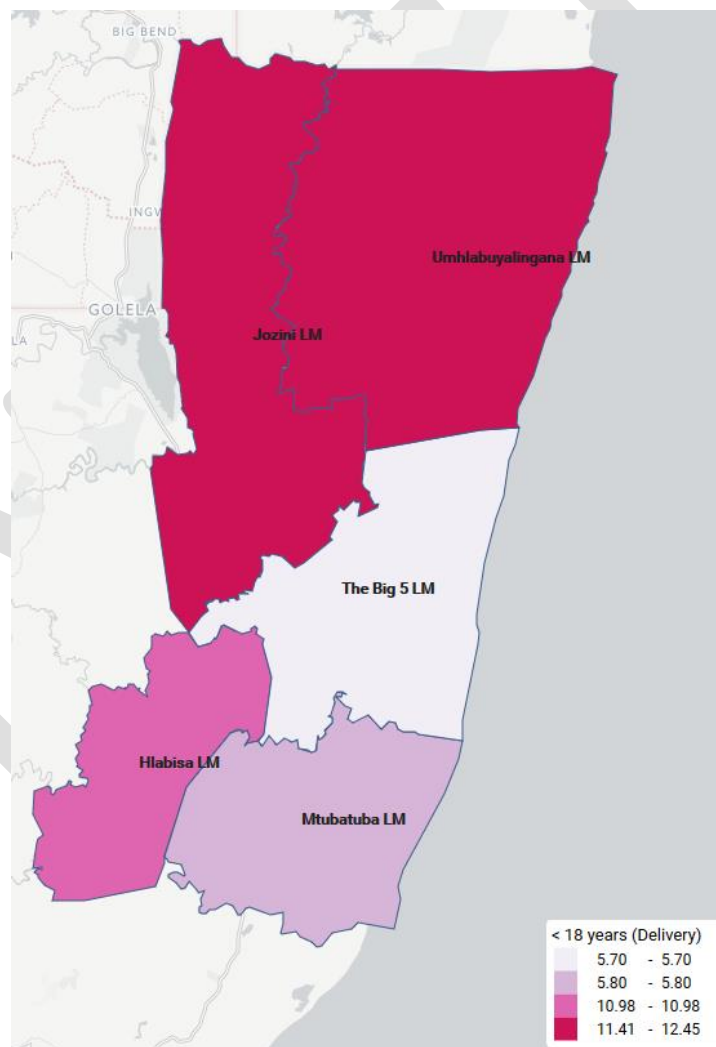 BIG BEND
INGW
Umhlabuyalingana LM
GOLELA
LA
Jozini LM
The Big 5 LM
Hlabisa LM
Mtubatuba LM
< 18 years (Delivery)
5.70 - 5.70
5.80 - 5.80
10.98 - 10.98
11.41 - 12.45